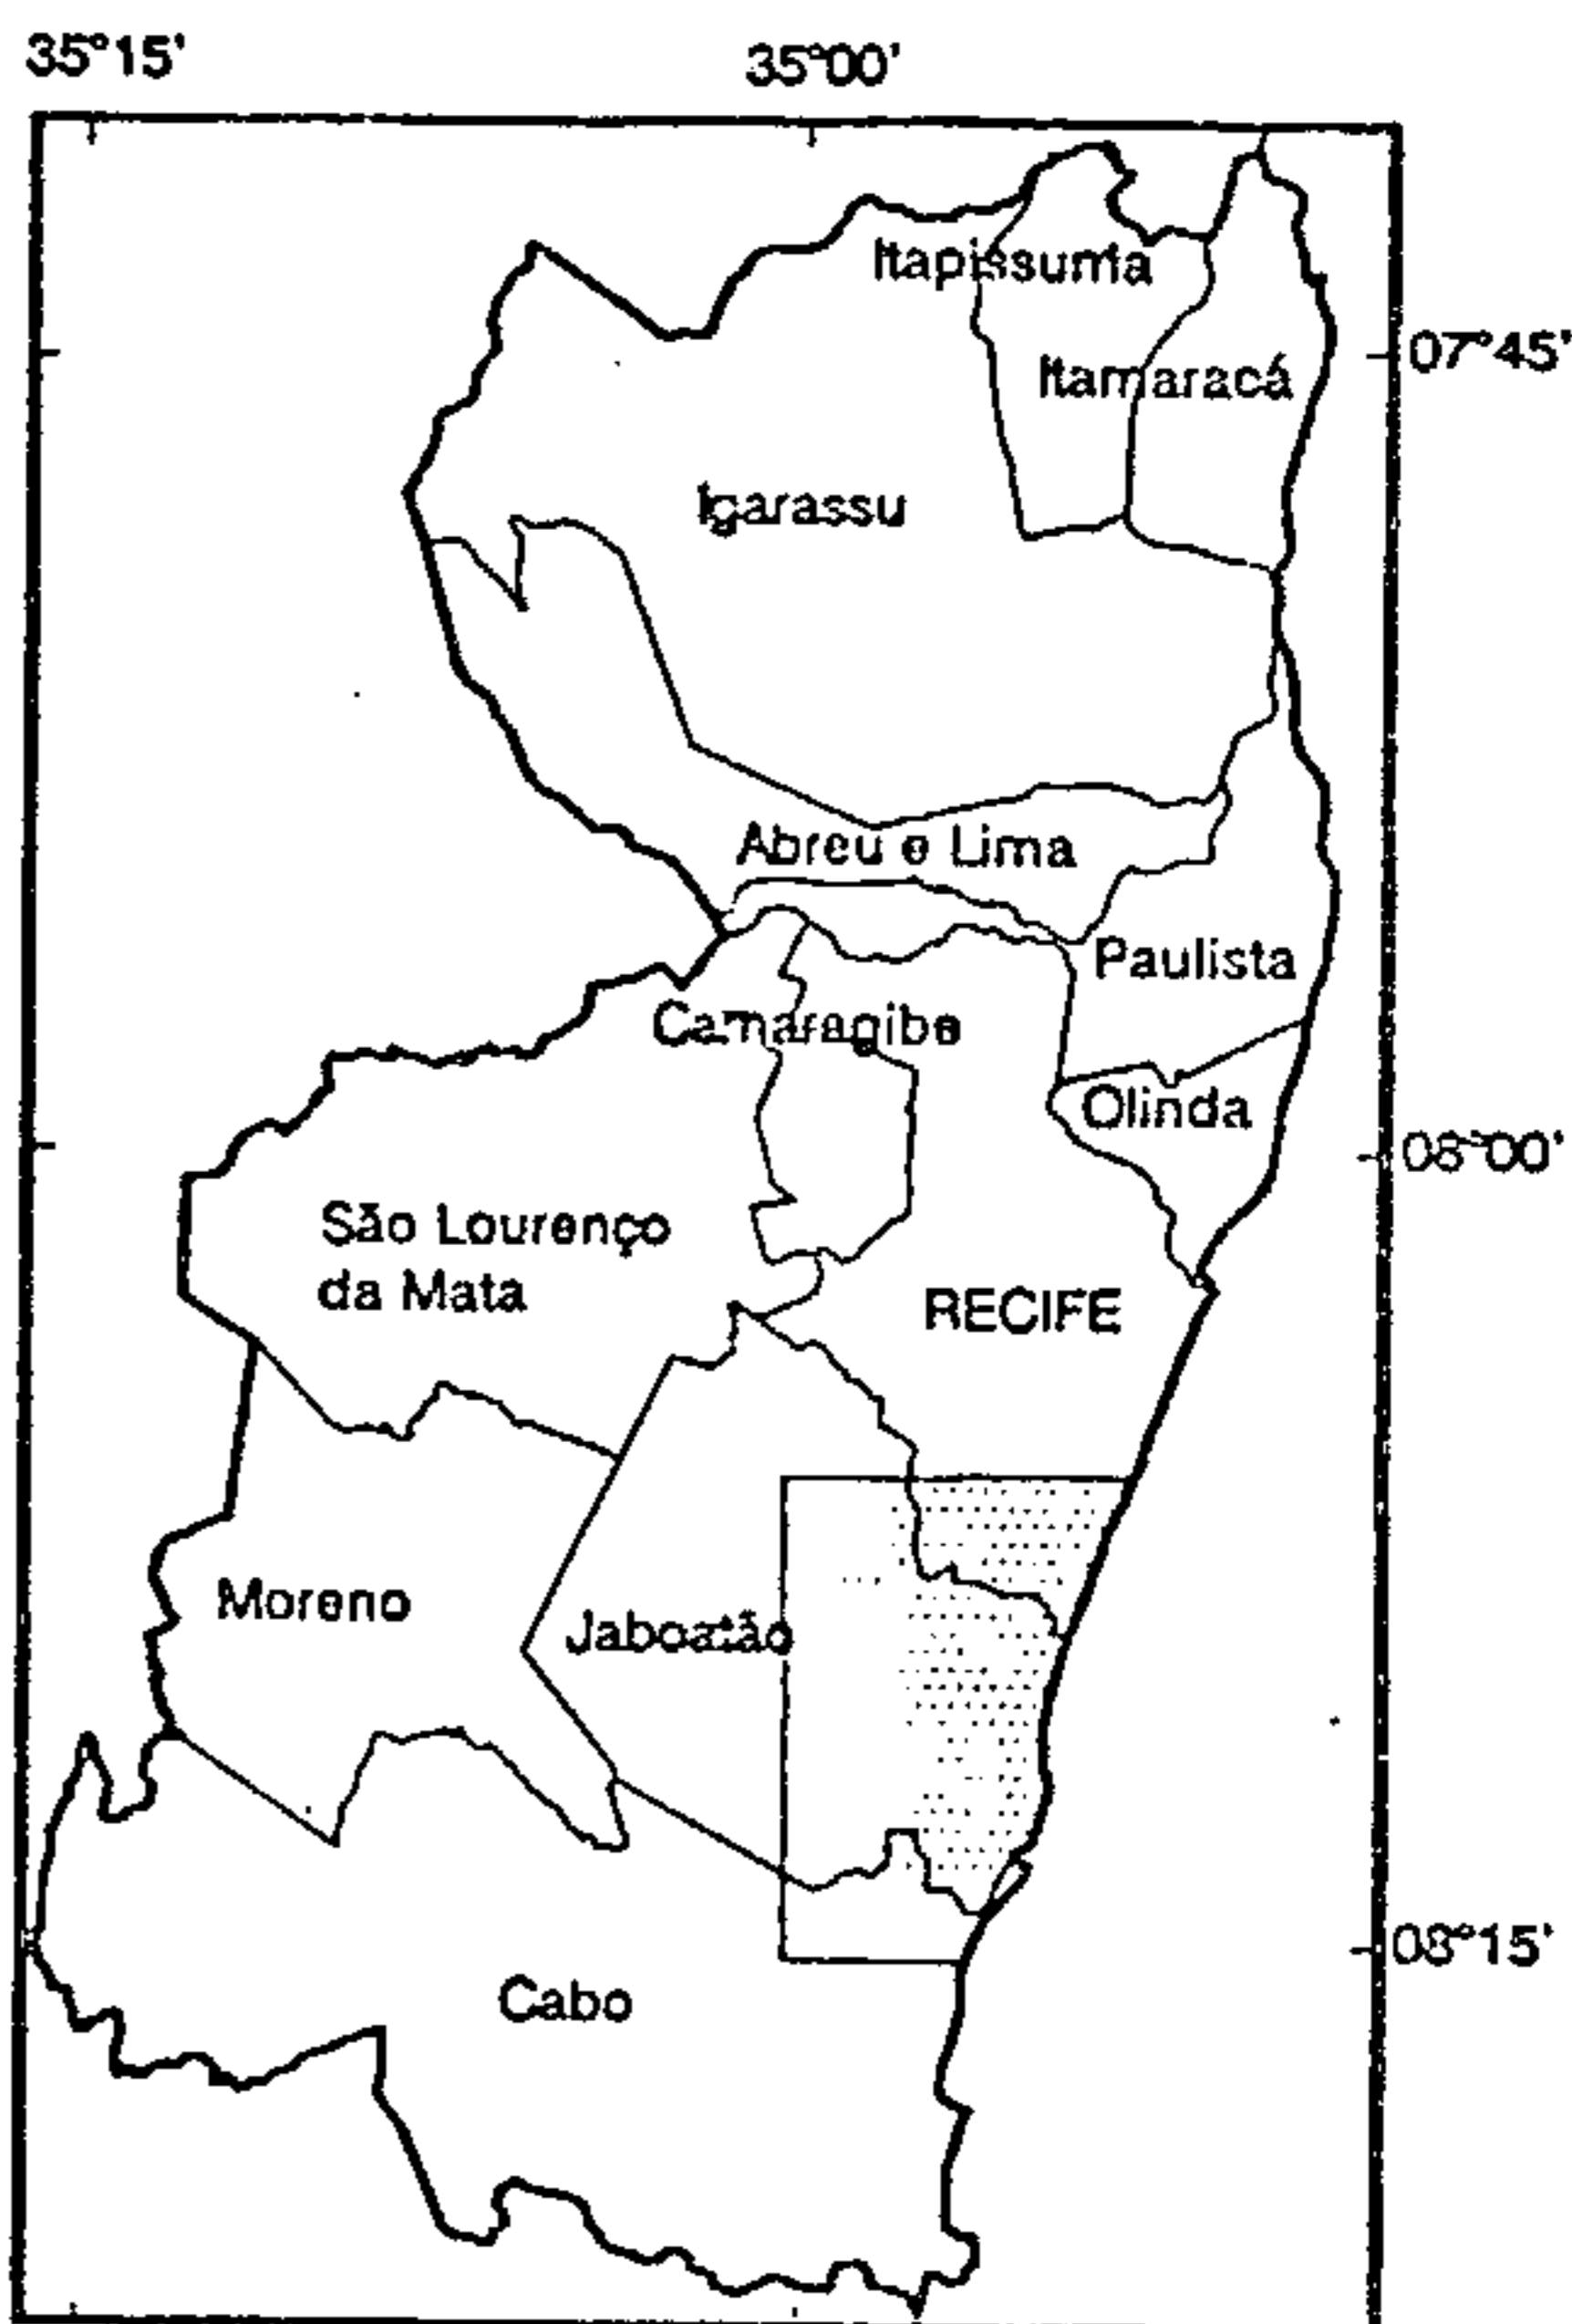 35°15'
35°00'
Itapissuma
07°45'
Itamaracá
Igarassu
Abreu e Lima
Paulista
Camaragibe
Olinda
08°00'
São Lourenço
da Mata
RECIFE
Moreno
Jaboatão
08°15'
Cabo